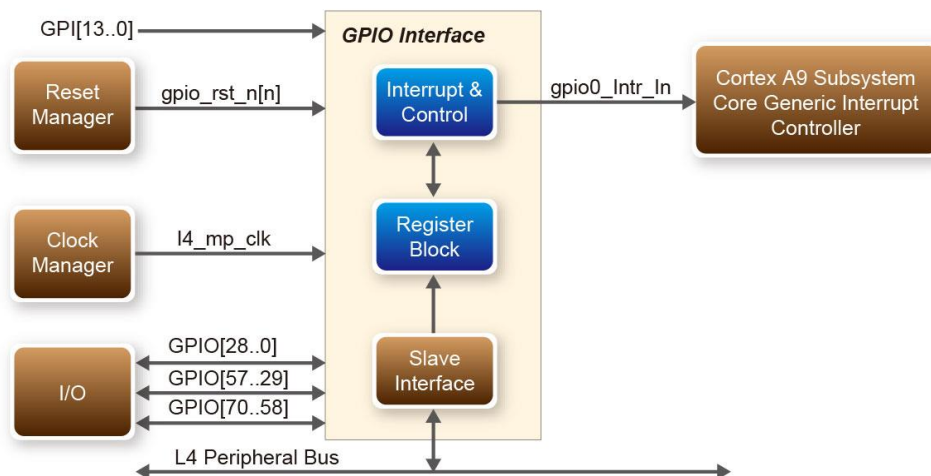 GPI[13..0]
GPIO Interface
Reset
Manager
gpio_rst_n[n]
Interrupt &
Control
gpio0_Intr_In
Cortex A9 Subsystem
Core Generic Interrupt
Controller
Clock
Manager
l4_mp_clk
Register
Block
I/O
GPIO[28..0]
GPIO[57..29]
GPIO[70..58]
Slave
Interface
L4 Peripheral Bus